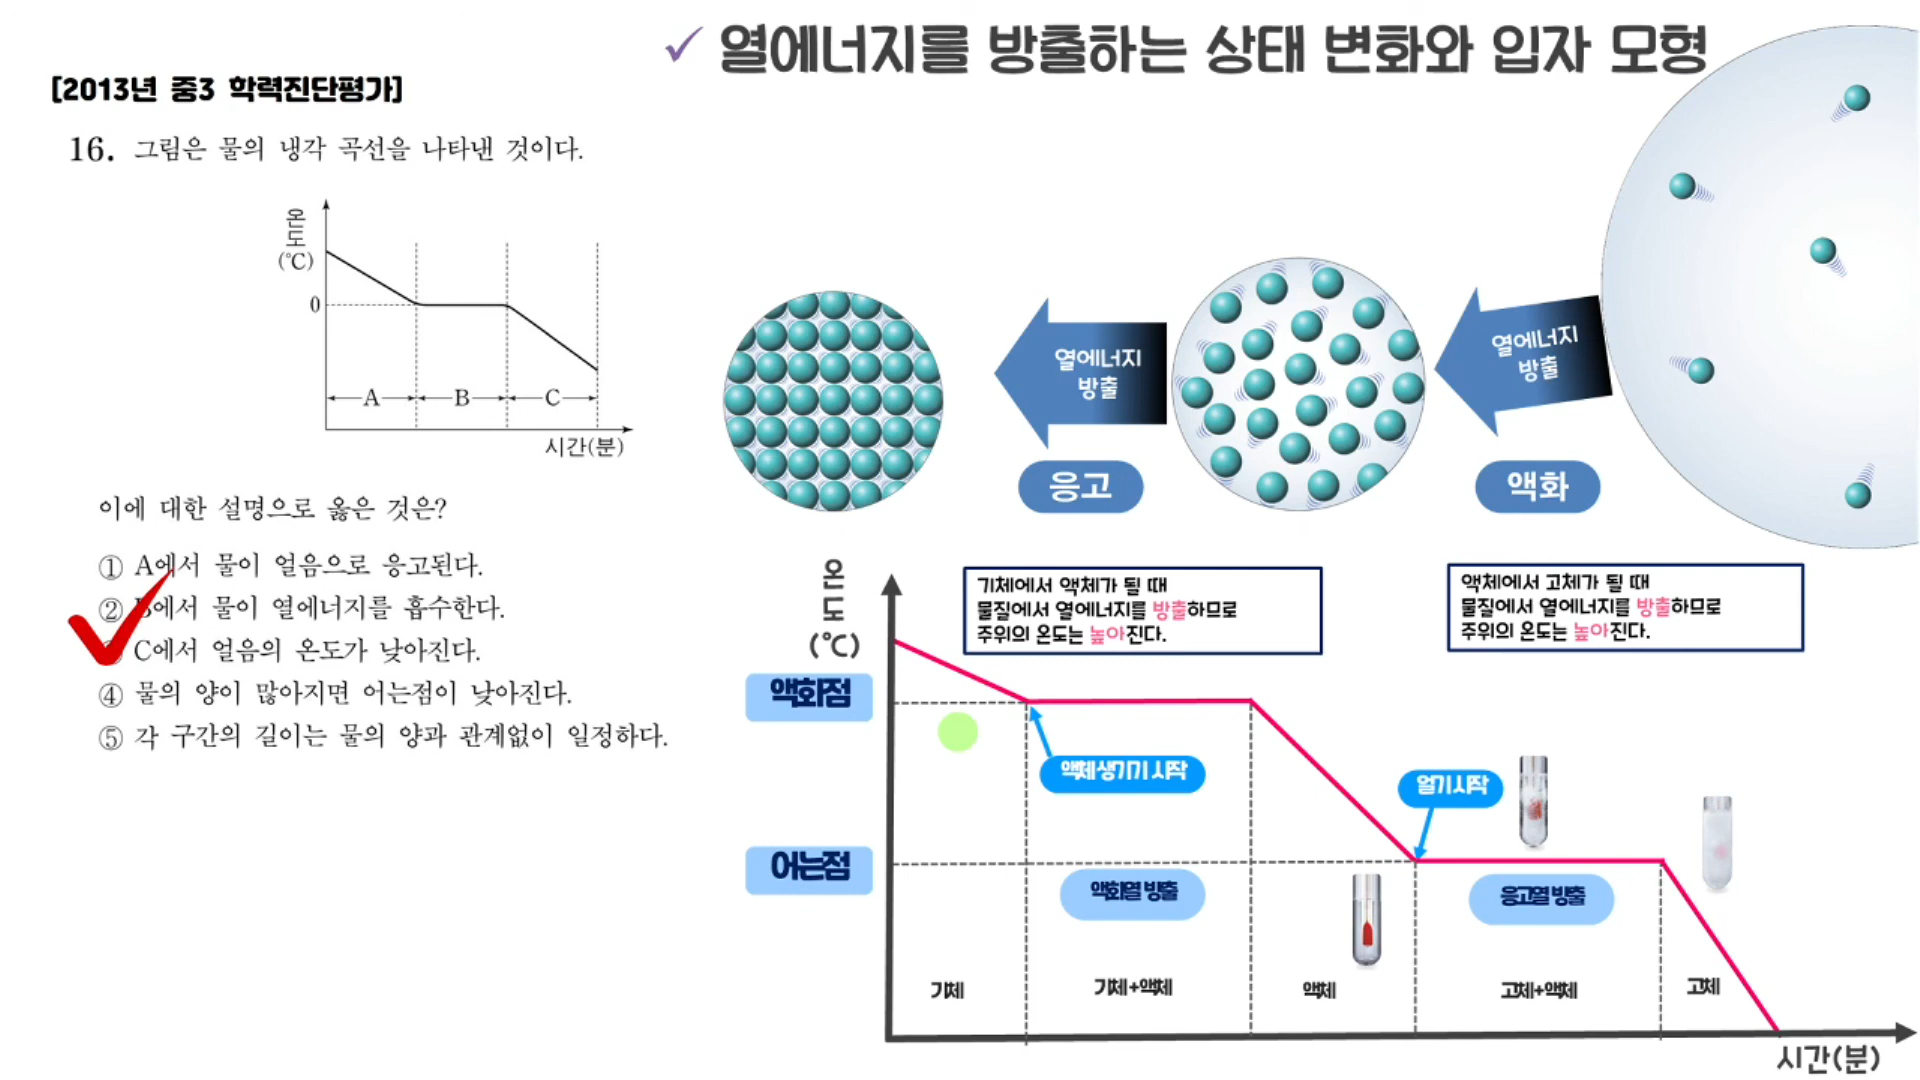 열에너지를 방출하는 상태 변화와 입자 모형
[2013년 중3 학력진단평가]
16. 그림은 물의 냉각 곡선을 나타낸 것이다.
온도
(℃)
0
A
B
C
시간(분)
이에 대한 설명으로 옳은 것은?
① A에서 물이 얼음으로 응고된다.
② B에서 물이 열에너지를 흡수한다.
C에서 얼음의 온도가 낮아진다.
④ 물의 양이 많아지면 어는점이 낮아진다.
⑤ 각 구간의 길이는 물의 양과 관계없이 일정하다.
열에너지
방출
응고
열에너지
방출
액화
온도
(℃)
기체에서 액체가 될 때
물질에서 열에너지를 방출하므로
주위의 온도는 높아진다.
액체에서 고체가 될 때
물질에서 열에너지를 방출하므로
주위의 온도는 높아진다.
액화점
액체 생기기 시작
얼기 시작
어는점
액화열 방출
응고열 방출
기체
기체+액체
액체
고체+액체
고체
시간(분)